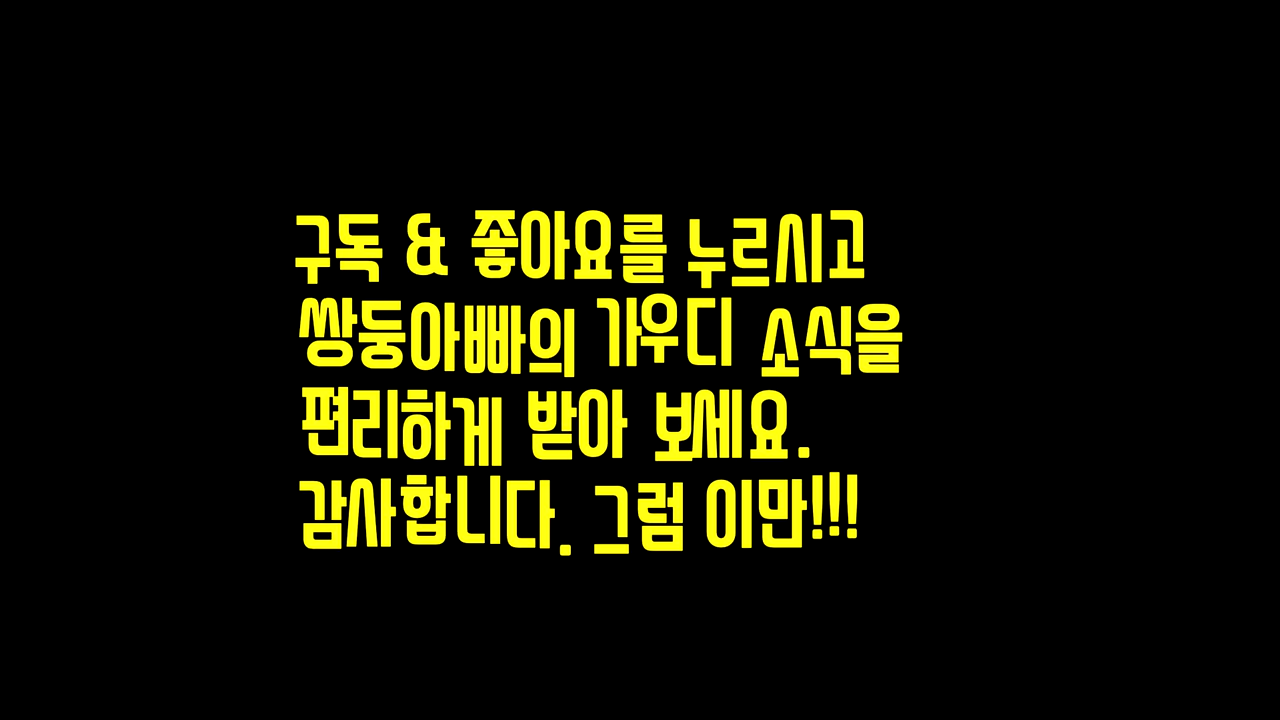 구독 & 좋아요를 누르시고
쌍둥아빠의 가우디 소식을
편리하게 받아 보세요.
감사합니다. 그럼 이만!!!